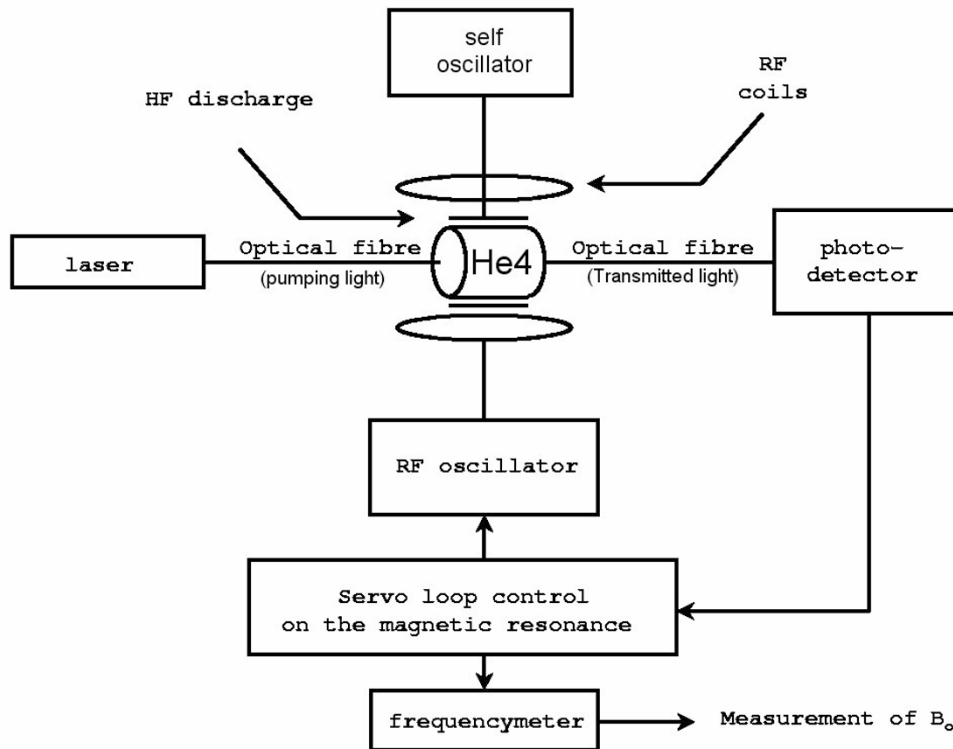 self
oscillator
HF discharge
RF
coils
laser
Optical fibre
(pumping light)
He4
Optical fibre
(Transmitted light)
photo-
detector
RF oscillator
Servo loop control
on the magnetic resonance
frequencymeter
Measurement of Bo